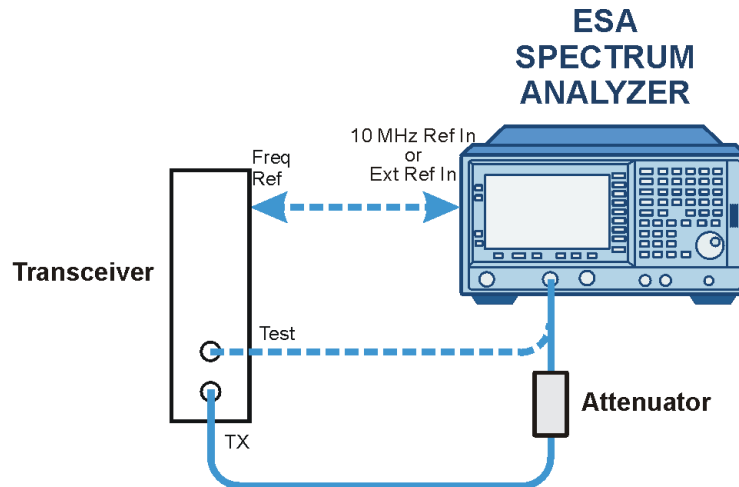 ESA
SPECTRUM
ANALYZER
10 MHz Ref In
or
Ext Ref In
Freq
Ref
Transceiver
Test
Attenuator
TX